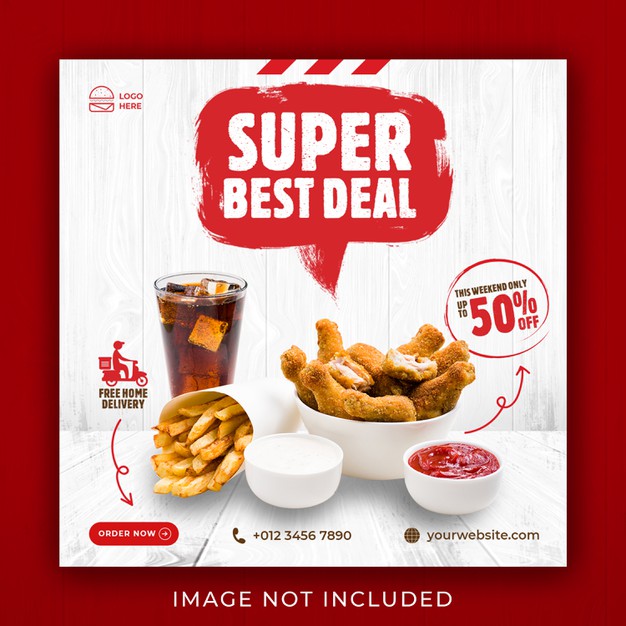 LOGO
HERE
SUPER
BEST DEAL
THIS WEEKEND ONLY
UP
TO
50%
OFF
FREE HOME
DELIVERY
ORDER NOW
+012 3456 7890
yourwebsite.com
IMAGE NOT INCLUDED